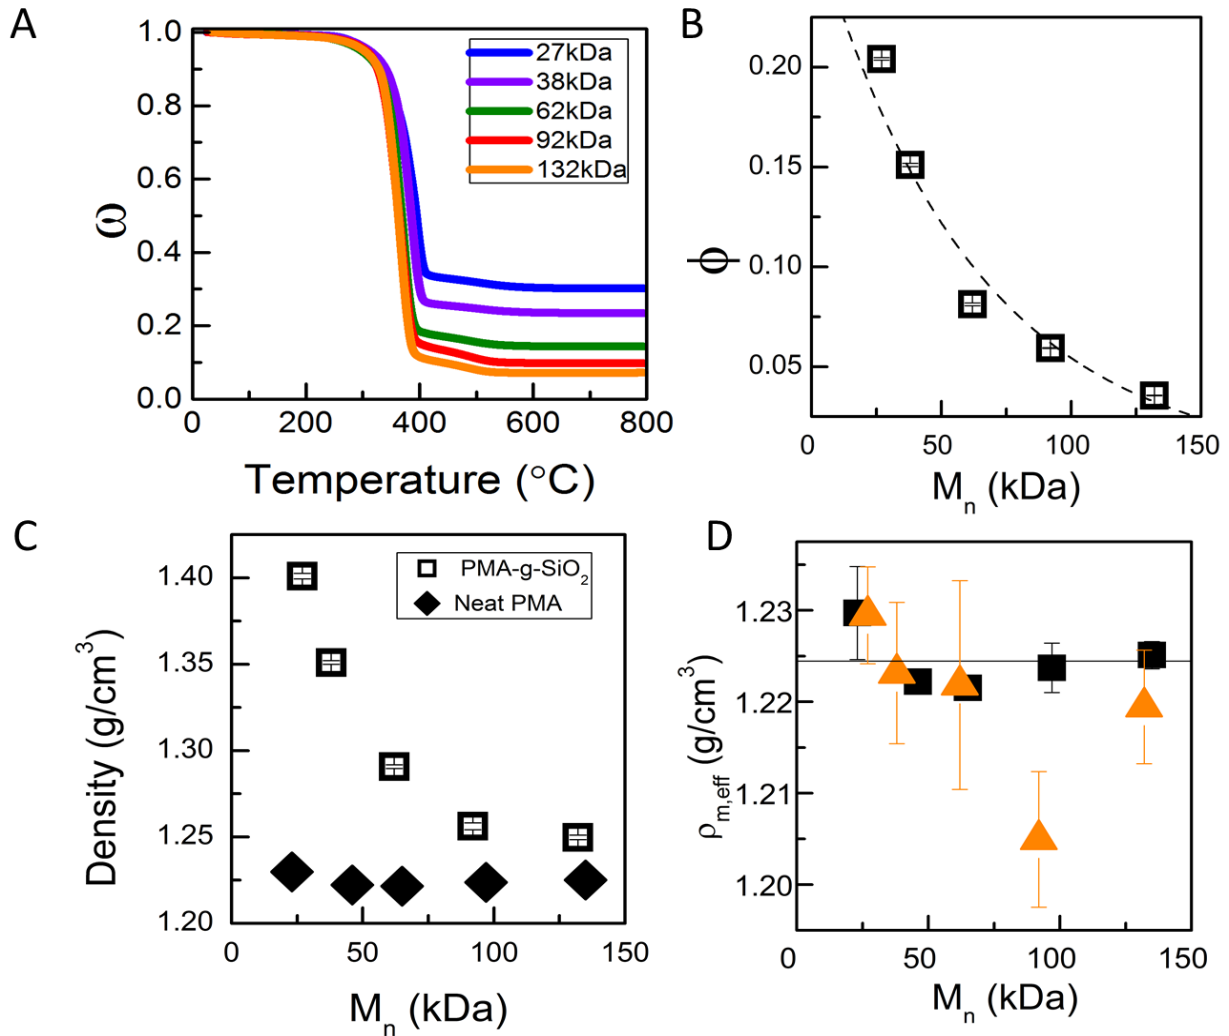 A
1.0
0.8
0.6
0.4
0.2
0.0
ω
27kDa
38kDa
62kDa
92kDa
132kDa
0
200
400
600
800
Temperature (°C)
B
0.20
0.15
0.10
0.05
ϕ
0
50
100
150
Mₙ (kDa)
C
1.40
1.35
1.30
1.25
1.20
Density (g/cm³)
PMA-g-SiO₂
Neat PMA
0
50
100
150
Mₙ (kDa)
D
1.23
1.22
1.21
1.20
ρm,eff (g/cm³)
0
50
100
150
Mₙ (kDa)